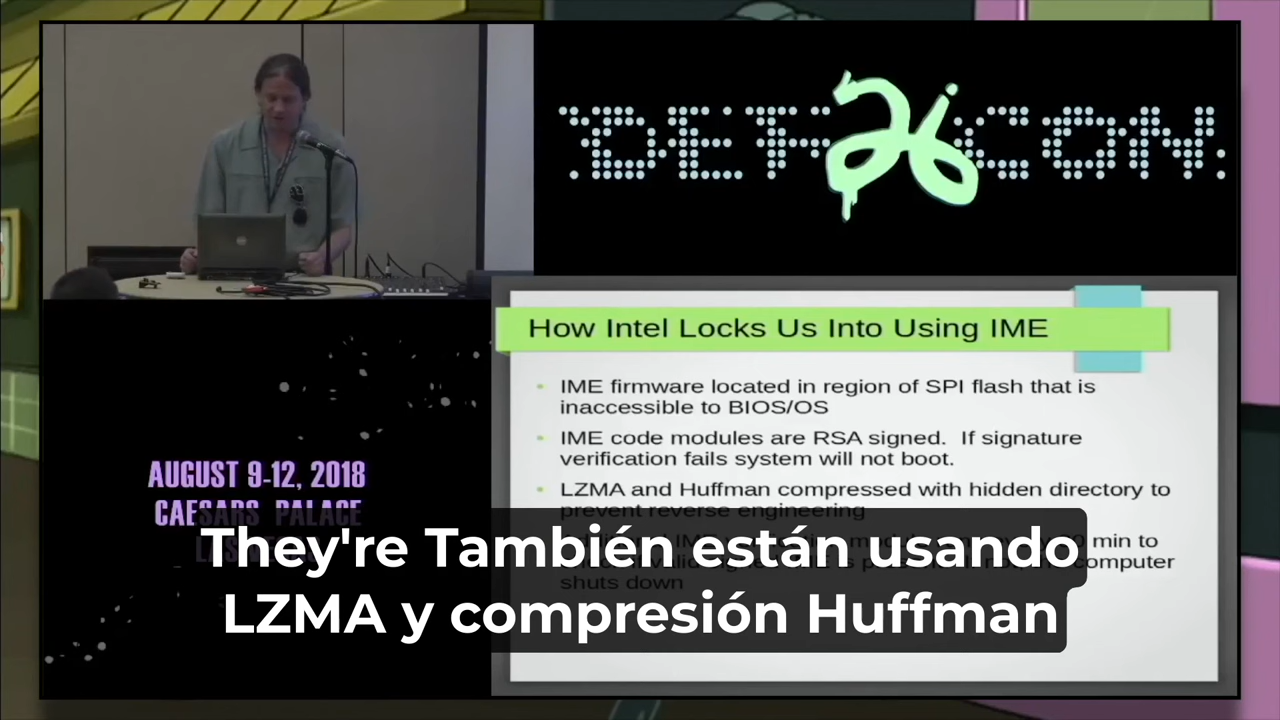 DEF CON 26
How Intel Locks Us Into Using IME
IME firmware located in region of SPI flash that is
inaccessible to BIOS/OS
IME code modules are RSA signed.  If signature
verification fails system will not boot.
LZMA and Huffman compressed with hidden directory to
prevent reverse engineering
min to
computer
shuts down
AUGUST 9-12, 2018
CAESARS PALACE
They're También están usando
LZMA y compresión Huffman